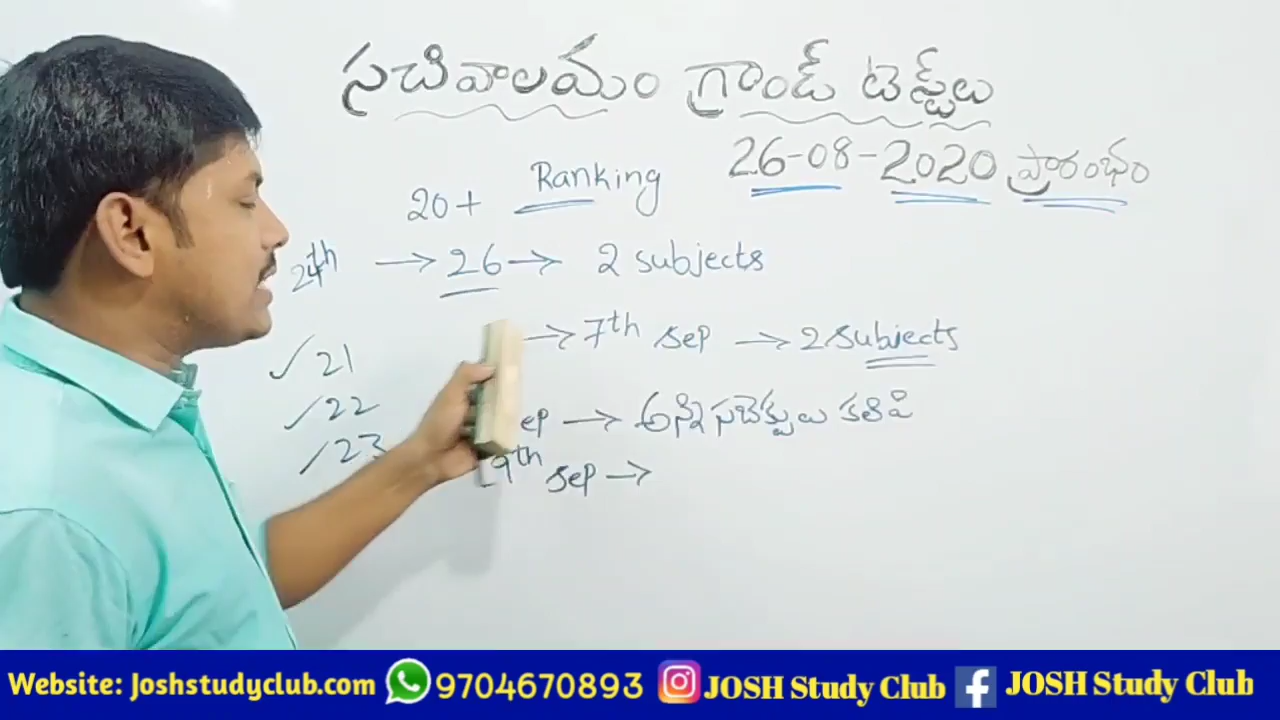 సచివాలయం గ్రాండ్ టెస్ట్‌లు
26-08-2020 ప్రారంభం
20+ Ranking
24th → 26 → 2 subjects
✓ 21 → 7th sep → 2 subjects
✓ 22 ep → అన్ని సబ్జెక్టులు కలిపి
✓ 23 9th sep →
Website: Joshstudyclub.com 9704670893 JOSH Study Club JOSH Study Club